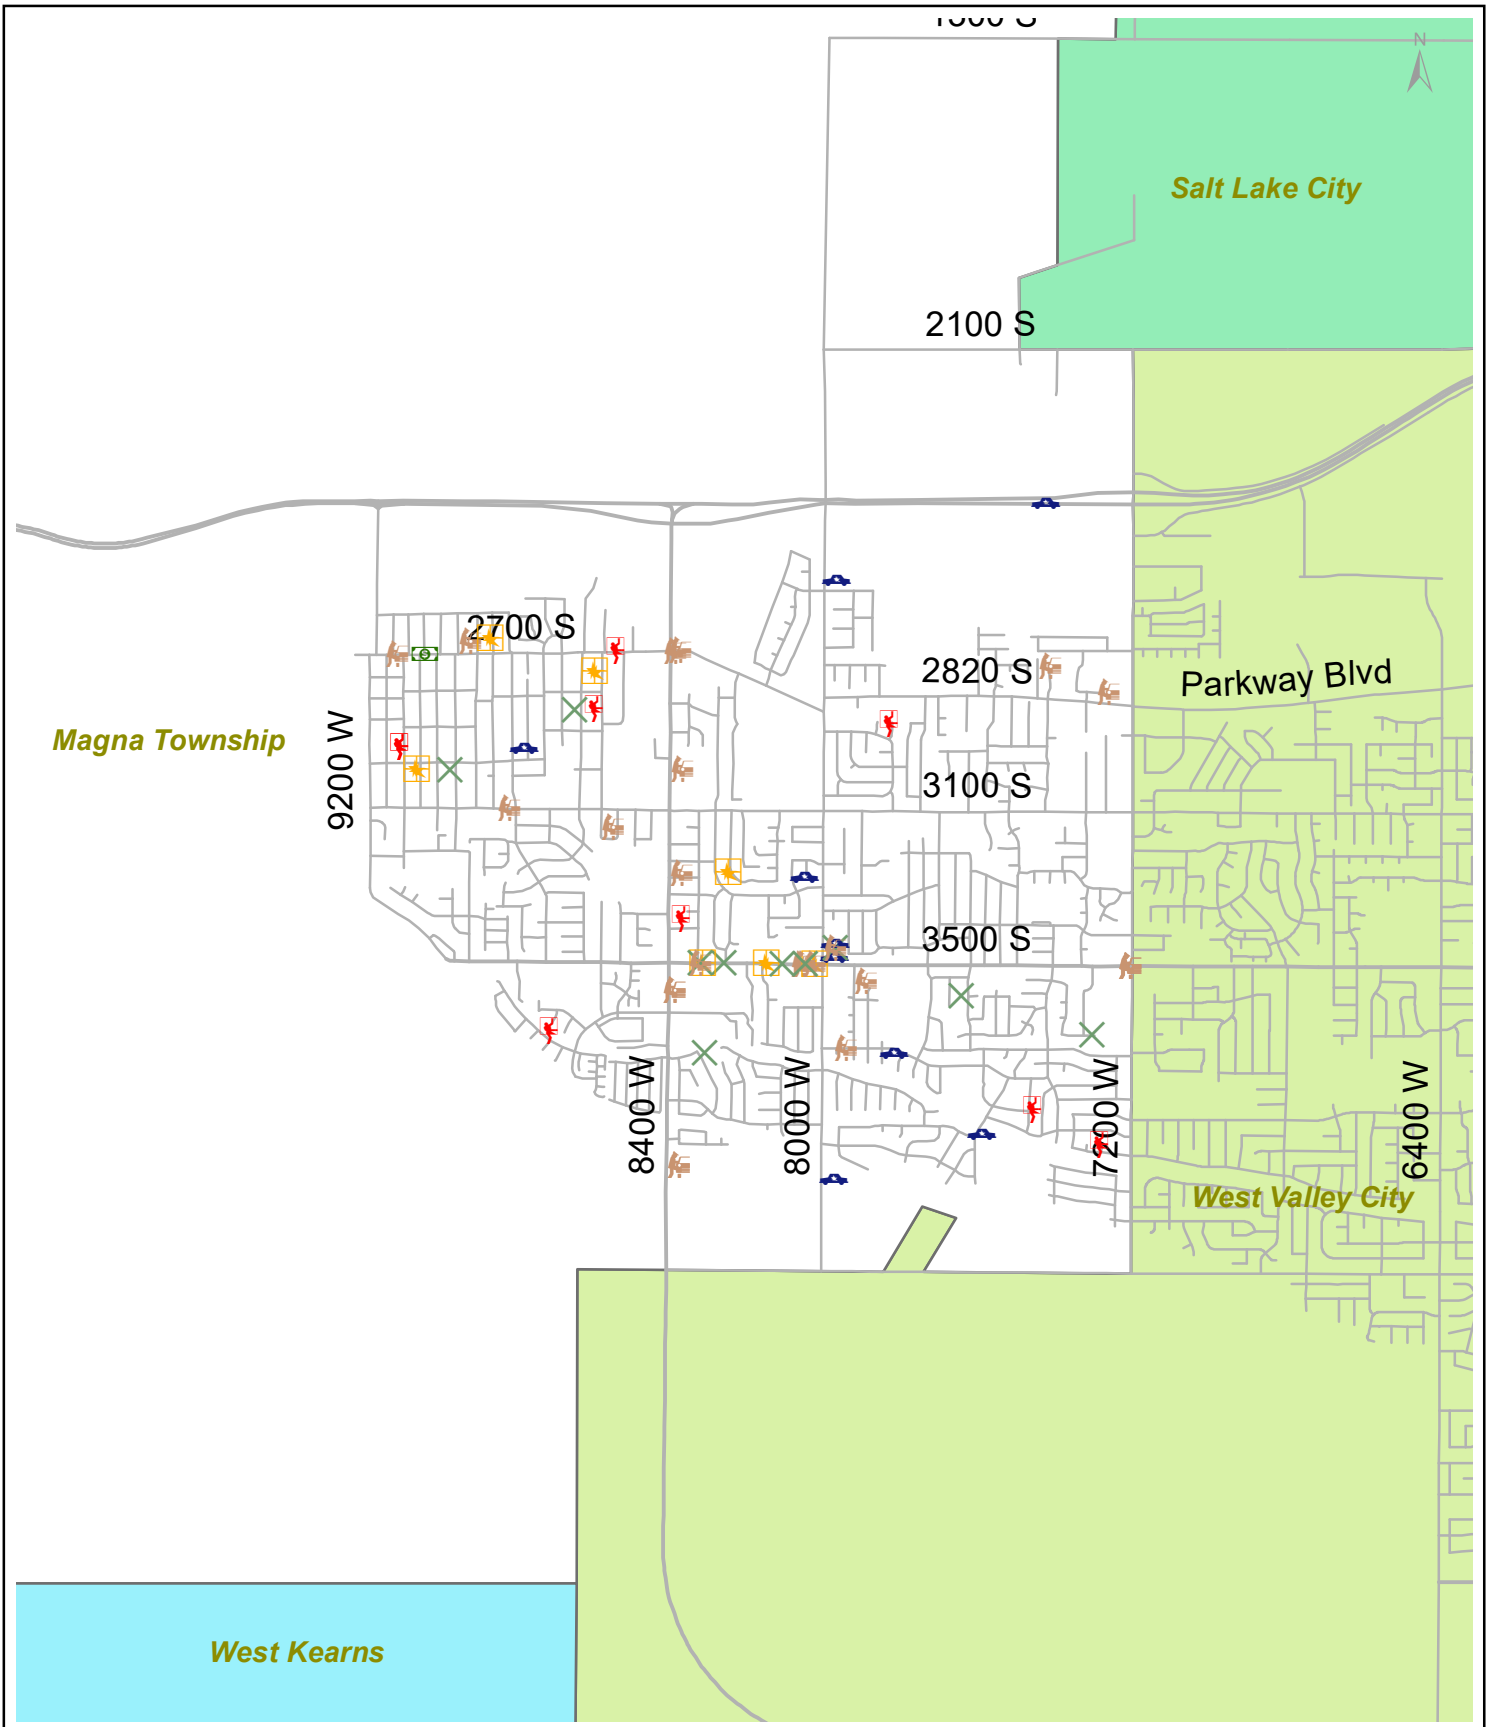 N
Salt Lake City
2100 S
2700 S
2820 S
Parkway Blvd
Magna Township
9200 W
3100 S
3500 S
8400 W
8000 W
7200 W
6400 W
West Valley City
West Kearns